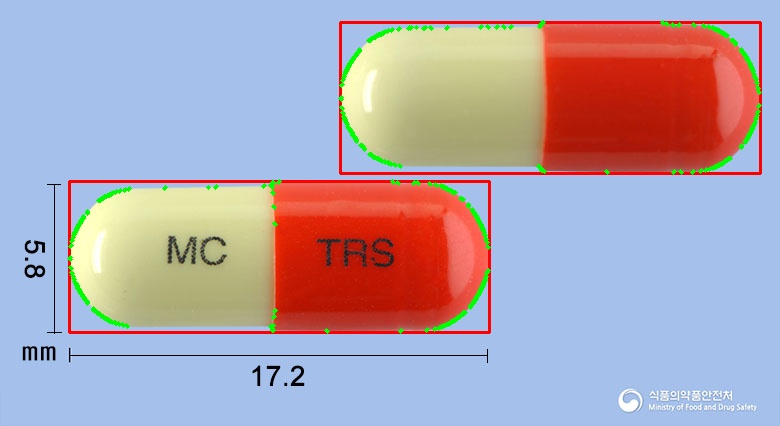 MC TRS
5.8
mm
17.2
식품의약품안전처
Ministry of Food and Drug Safety